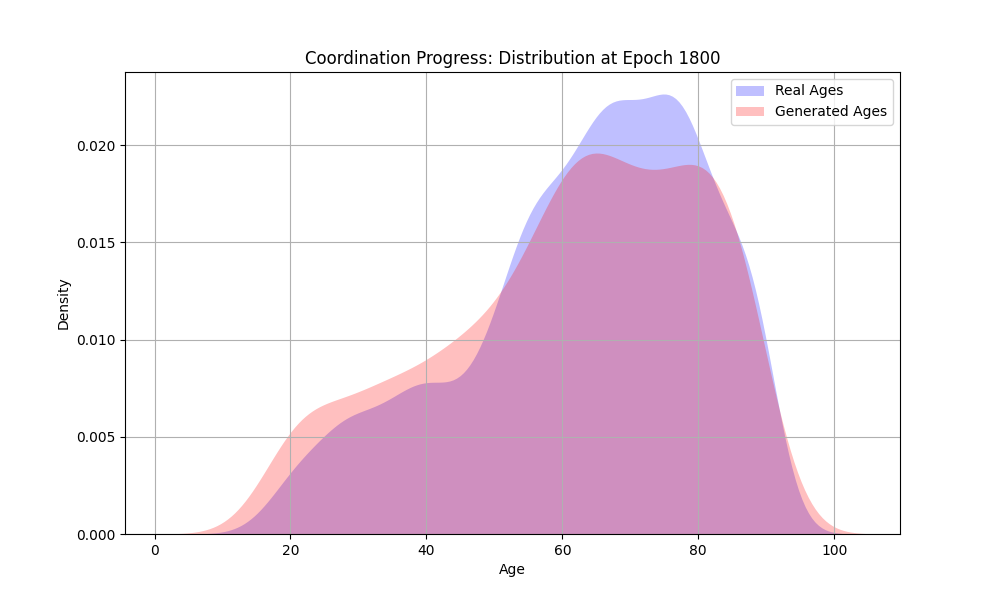 Coordination Progress: Distribution at Epoch 1800
Real Ages
Generated Ages
0.020
0.015
0.010
0.005
0.000
Density
0 20 40 60 80 100
Age